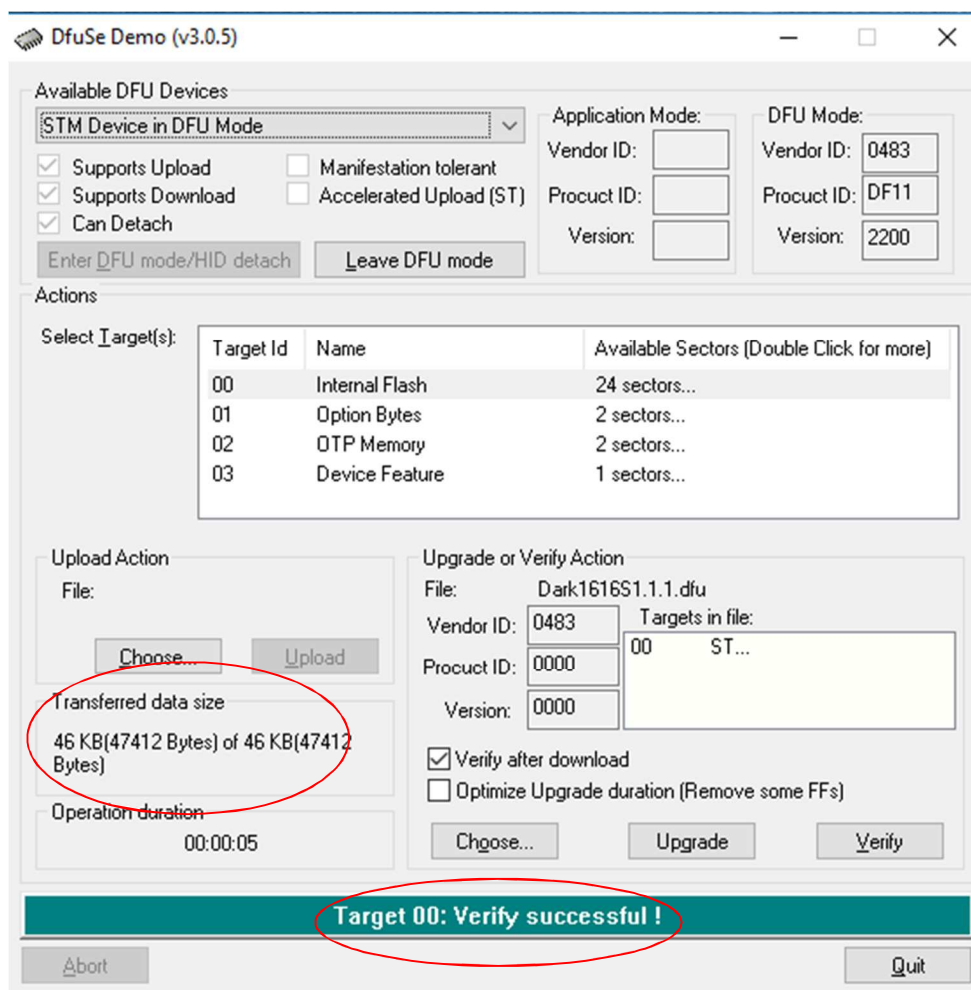 DfuSe Demo (v3.0.5)
Available DFU Devices
STM Device in DFU Mode
Supports Upload
Manifestation tolerant
Supports Download
Accelerated Upload (ST)
Can Detach
Enter DFU mode/HID detach
Leave DFU mode
Application Mode:
Vendor ID:
Procuct ID:
Version:
DFU Mode:
Vendor ID: 0483
Procuct ID: DF11
Version: 2200
Actions
Select Target(s):
Target Id Name Available Sectors (Double Click for more)
00 Internal Flash 24 sectors...
01 Option Bytes 2 sectors...
02 OTP Memory 2 sectors...
03 Device Feature 1 sectors...
Upload Action
File:
Choose... Upload
Transferred data size
46 KB(47412 Bytes) of 46 KB(47412
Bytes)
Operation duration
00:00:05
Upgrade or Verify Action
File: Dark1616S1.1.1.dfu
Vendor ID: 0483
Procuct ID: 0000
Version: 0000
Targets in file:
00 ST...
Verify after download
Optimize Upgrade duration (Remove some FFs)
Choose... Upgrade Verify
Target 00: Verify successful !
Abort Quit